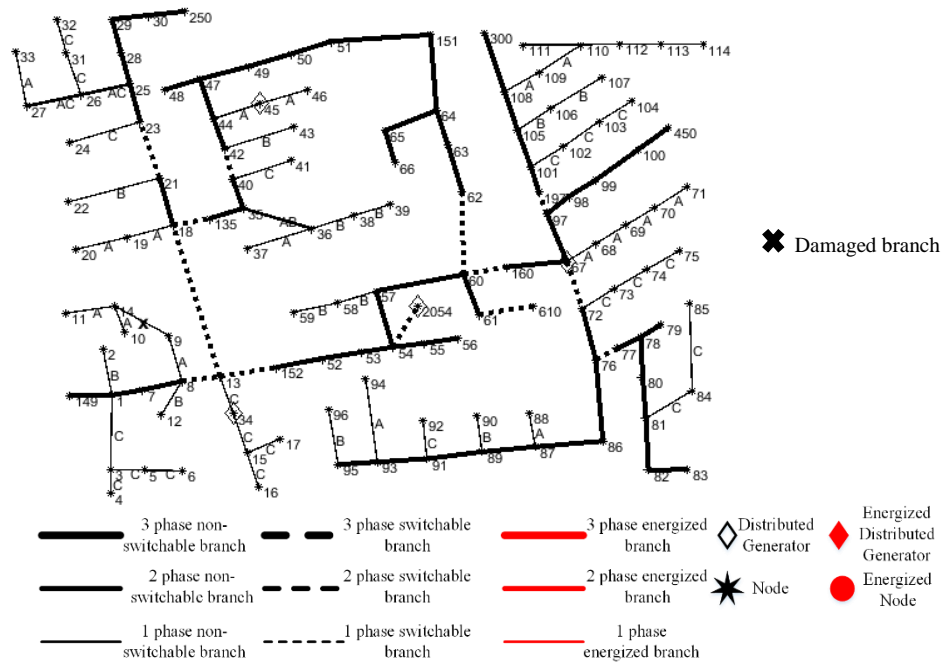 32
29
30
250
33
C
31
28
51
151
300
111
110
112
113
114
A
C
25
47
49
50
109
A
107
27
AC
26
AC
48
108
B
44
A
45
A
46
64
106
104
23
B
103
C
105
450
24
C
42
B
43
65
63
102
C
100
40
C
41
66
101
21
62
197
99
98
71
22
B
35
AB
39
97
A
70
18
135
B
38
A
69
20
A
19
A
37
A
36
B
67
A
68
75
60
160
C
74
57
2054
C
73
11
A
14
59
B
58
B
61
610
72
85
A
10
9
79
78
2
54
55
56
77
A
53
76
C
B
152
52
149
1
7
8
13
80
94
B
C
84
12
C
34
96
92
90
88
C
81
A
C
C
17
B
C
B
A
86
15
C
87
3
C
5
C
6
95
93
91
89
82
83
C
4
16
Damaged branch
3 phase non-
switchable branch
3 phase switchable
branch
3 phase energized
branch
Distributed
Generator
Energized
Distributed
Generator
2 phase non-
switchable branch
2 phase switchable
branch
2 phase energized
branch
Node
Energized
Node
1 phase non-
switchable branch
1 phase switchable
branch
1 phase
energized branch